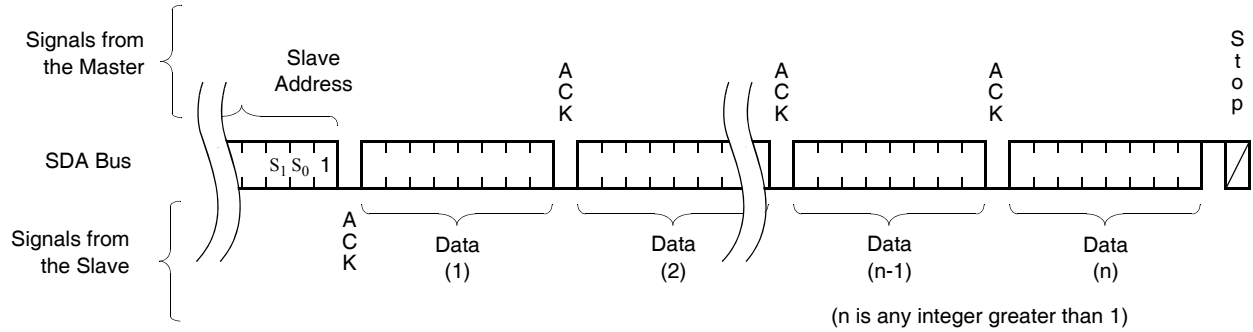 Signals from
the Master
Slave
Address
A
C
K
A
C
K
A
C
K
S
t
o
p
SDA Bus
S1 S0 1
A
C
K
Signals from
the Slave
Data
(1)
Data
(2)
Data
(n-1)
Data
(n)
(n is any integer greater than 1)